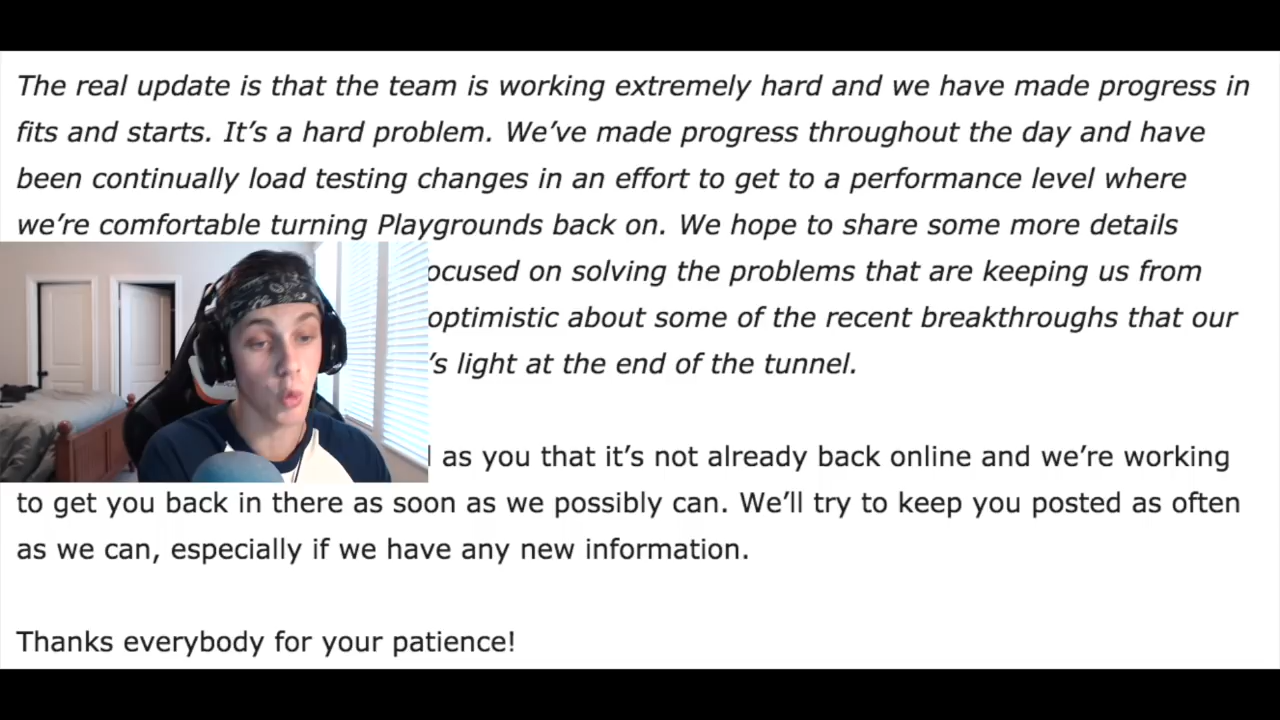 The real update is that the team is working extremely hard and we have made progress in
fits and starts. It’s a hard problem. We’ve made progress throughout the day and have
been continually load testing changes in an effort to get to a performance level where
we’re comfortable turning Playgrounds back on. We hope to share some more details
on solving the problems that are keeping us from
optimistic about some of the recent breakthroughs that our
’s light at the end of the tunnel.
as you that it’s not already back online and we’re working
to get you back in there as soon as we possibly can. We’ll try to keep you posted as often
as we can, especially if we have any new information.
Thanks everybody for your patience!